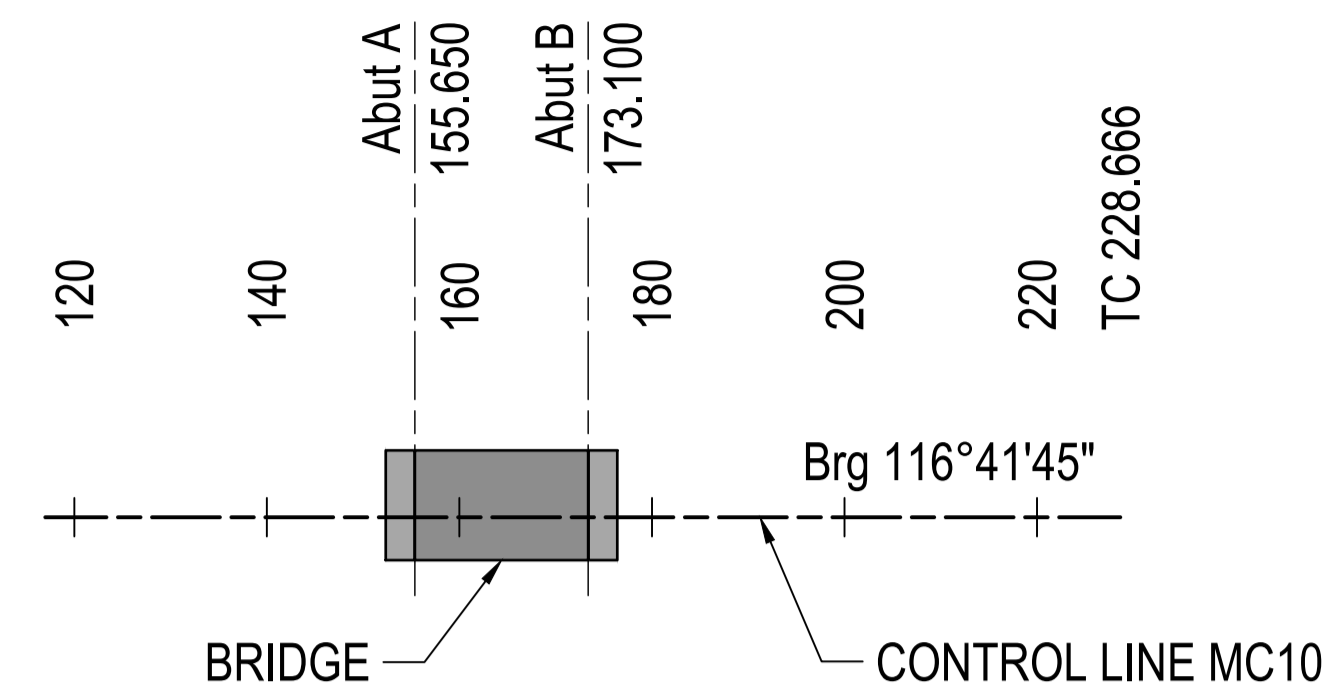 Abut A
155.650
Abut B
173.100
120
140
160
180
200
220
TC 228.666
Brg 116°41'45"
BRIDGE
CONTROL LINE MC10